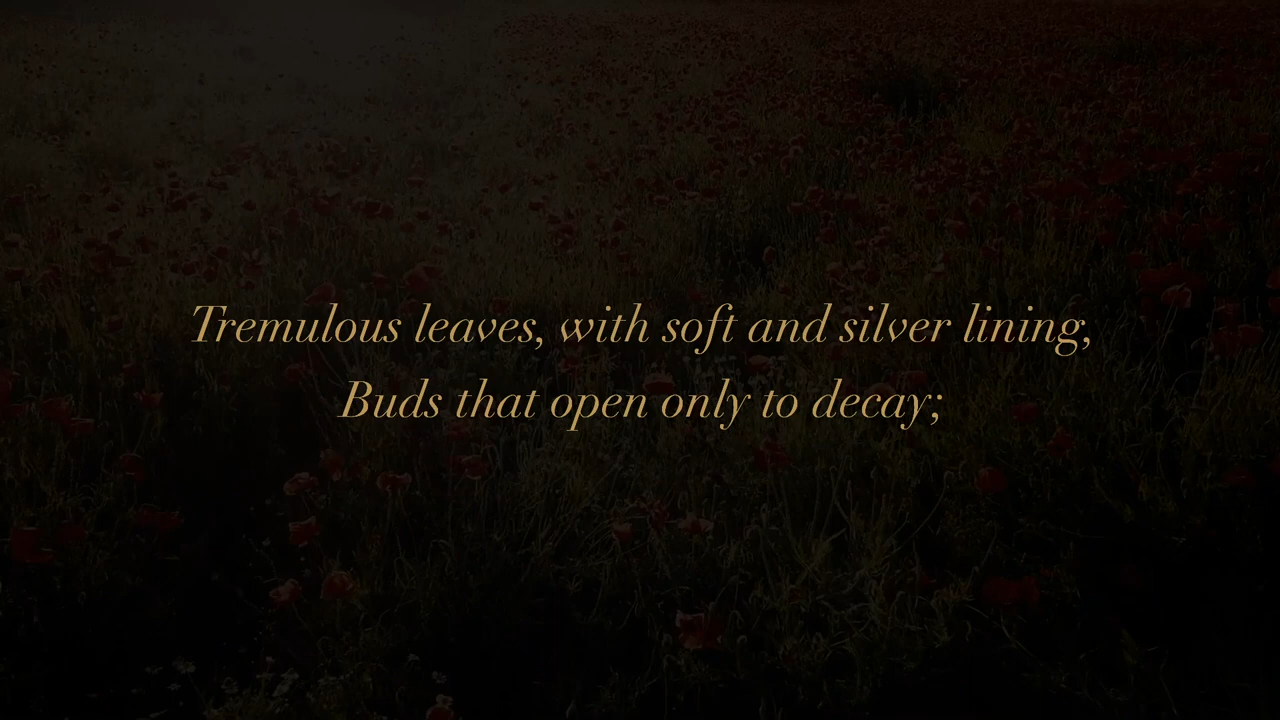 Tremulous leaves, with soft and silver lining,
Buds that open only to decay;